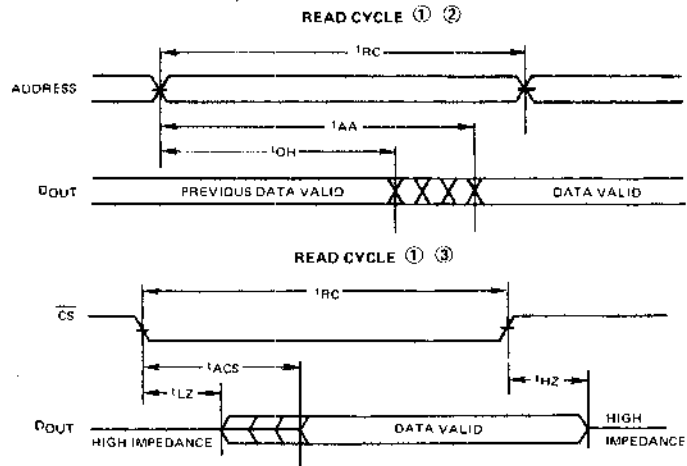 READ CYCLE ① ②
tRC
ADDRESS
tAA
tOH
DOUT
PREVIOUS DATA VALID
DATA VALID
READ CYCLE ① ③
tRC
CS
tACS
tLZ
tHZ
DOUT
HIGH IMPEDANCE
DATA VALID
HIGH
IMPEDANCE